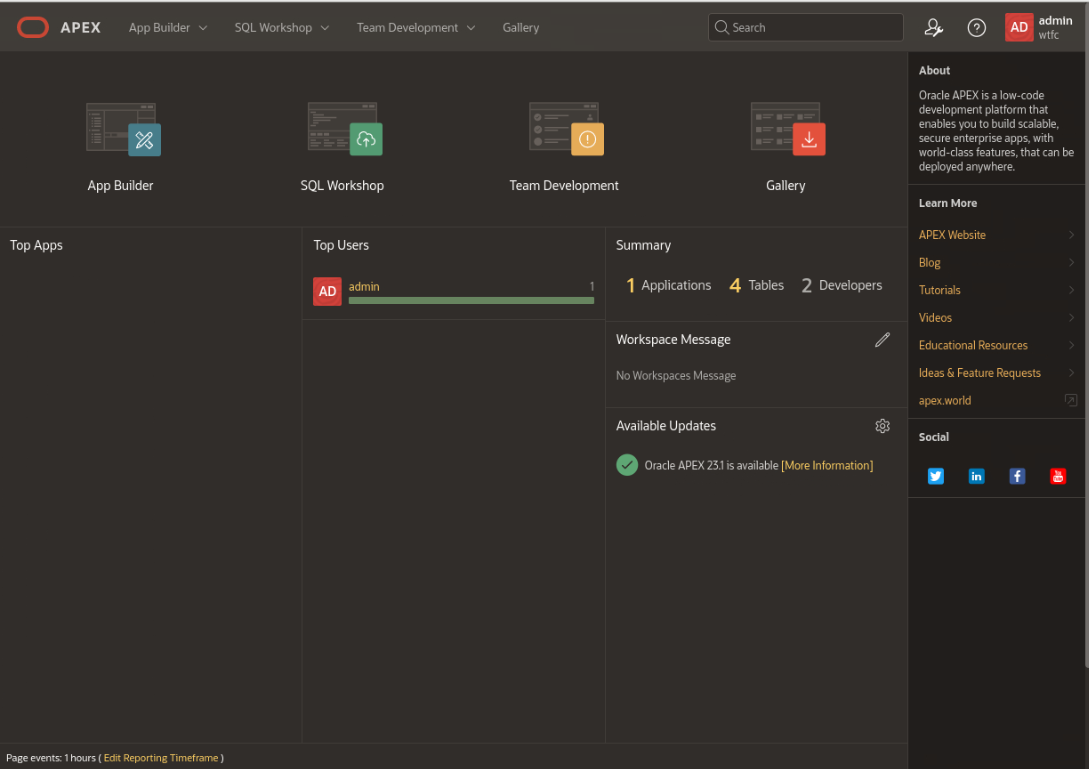 APEX
App Builder
SQL Workshop
Team Development
Gallery
Search
AD
admin
wtfc
App Builder
SQL Workshop
Team Development
Gallery
Top Apps
Top Users
AD
admin
1
Summary
1 Applications 4 Tables 2 Developers
Workspace Message
No Workspaces Message
Available Updates
Oracle APEX 23.1 is available [More Information]
About
Oracle APEX is a low-code
development platform that
enables you to build scalable,
secure enterprise apps, with
world-class features, that can be
deployed anywhere.
Learn More
APEX Website
Blog
Tutorials
Videos
Educational Resources
Ideas & Feature Requests
apex.world
Social
Page events: 1 hours ( Edit Reporting Timeframe )